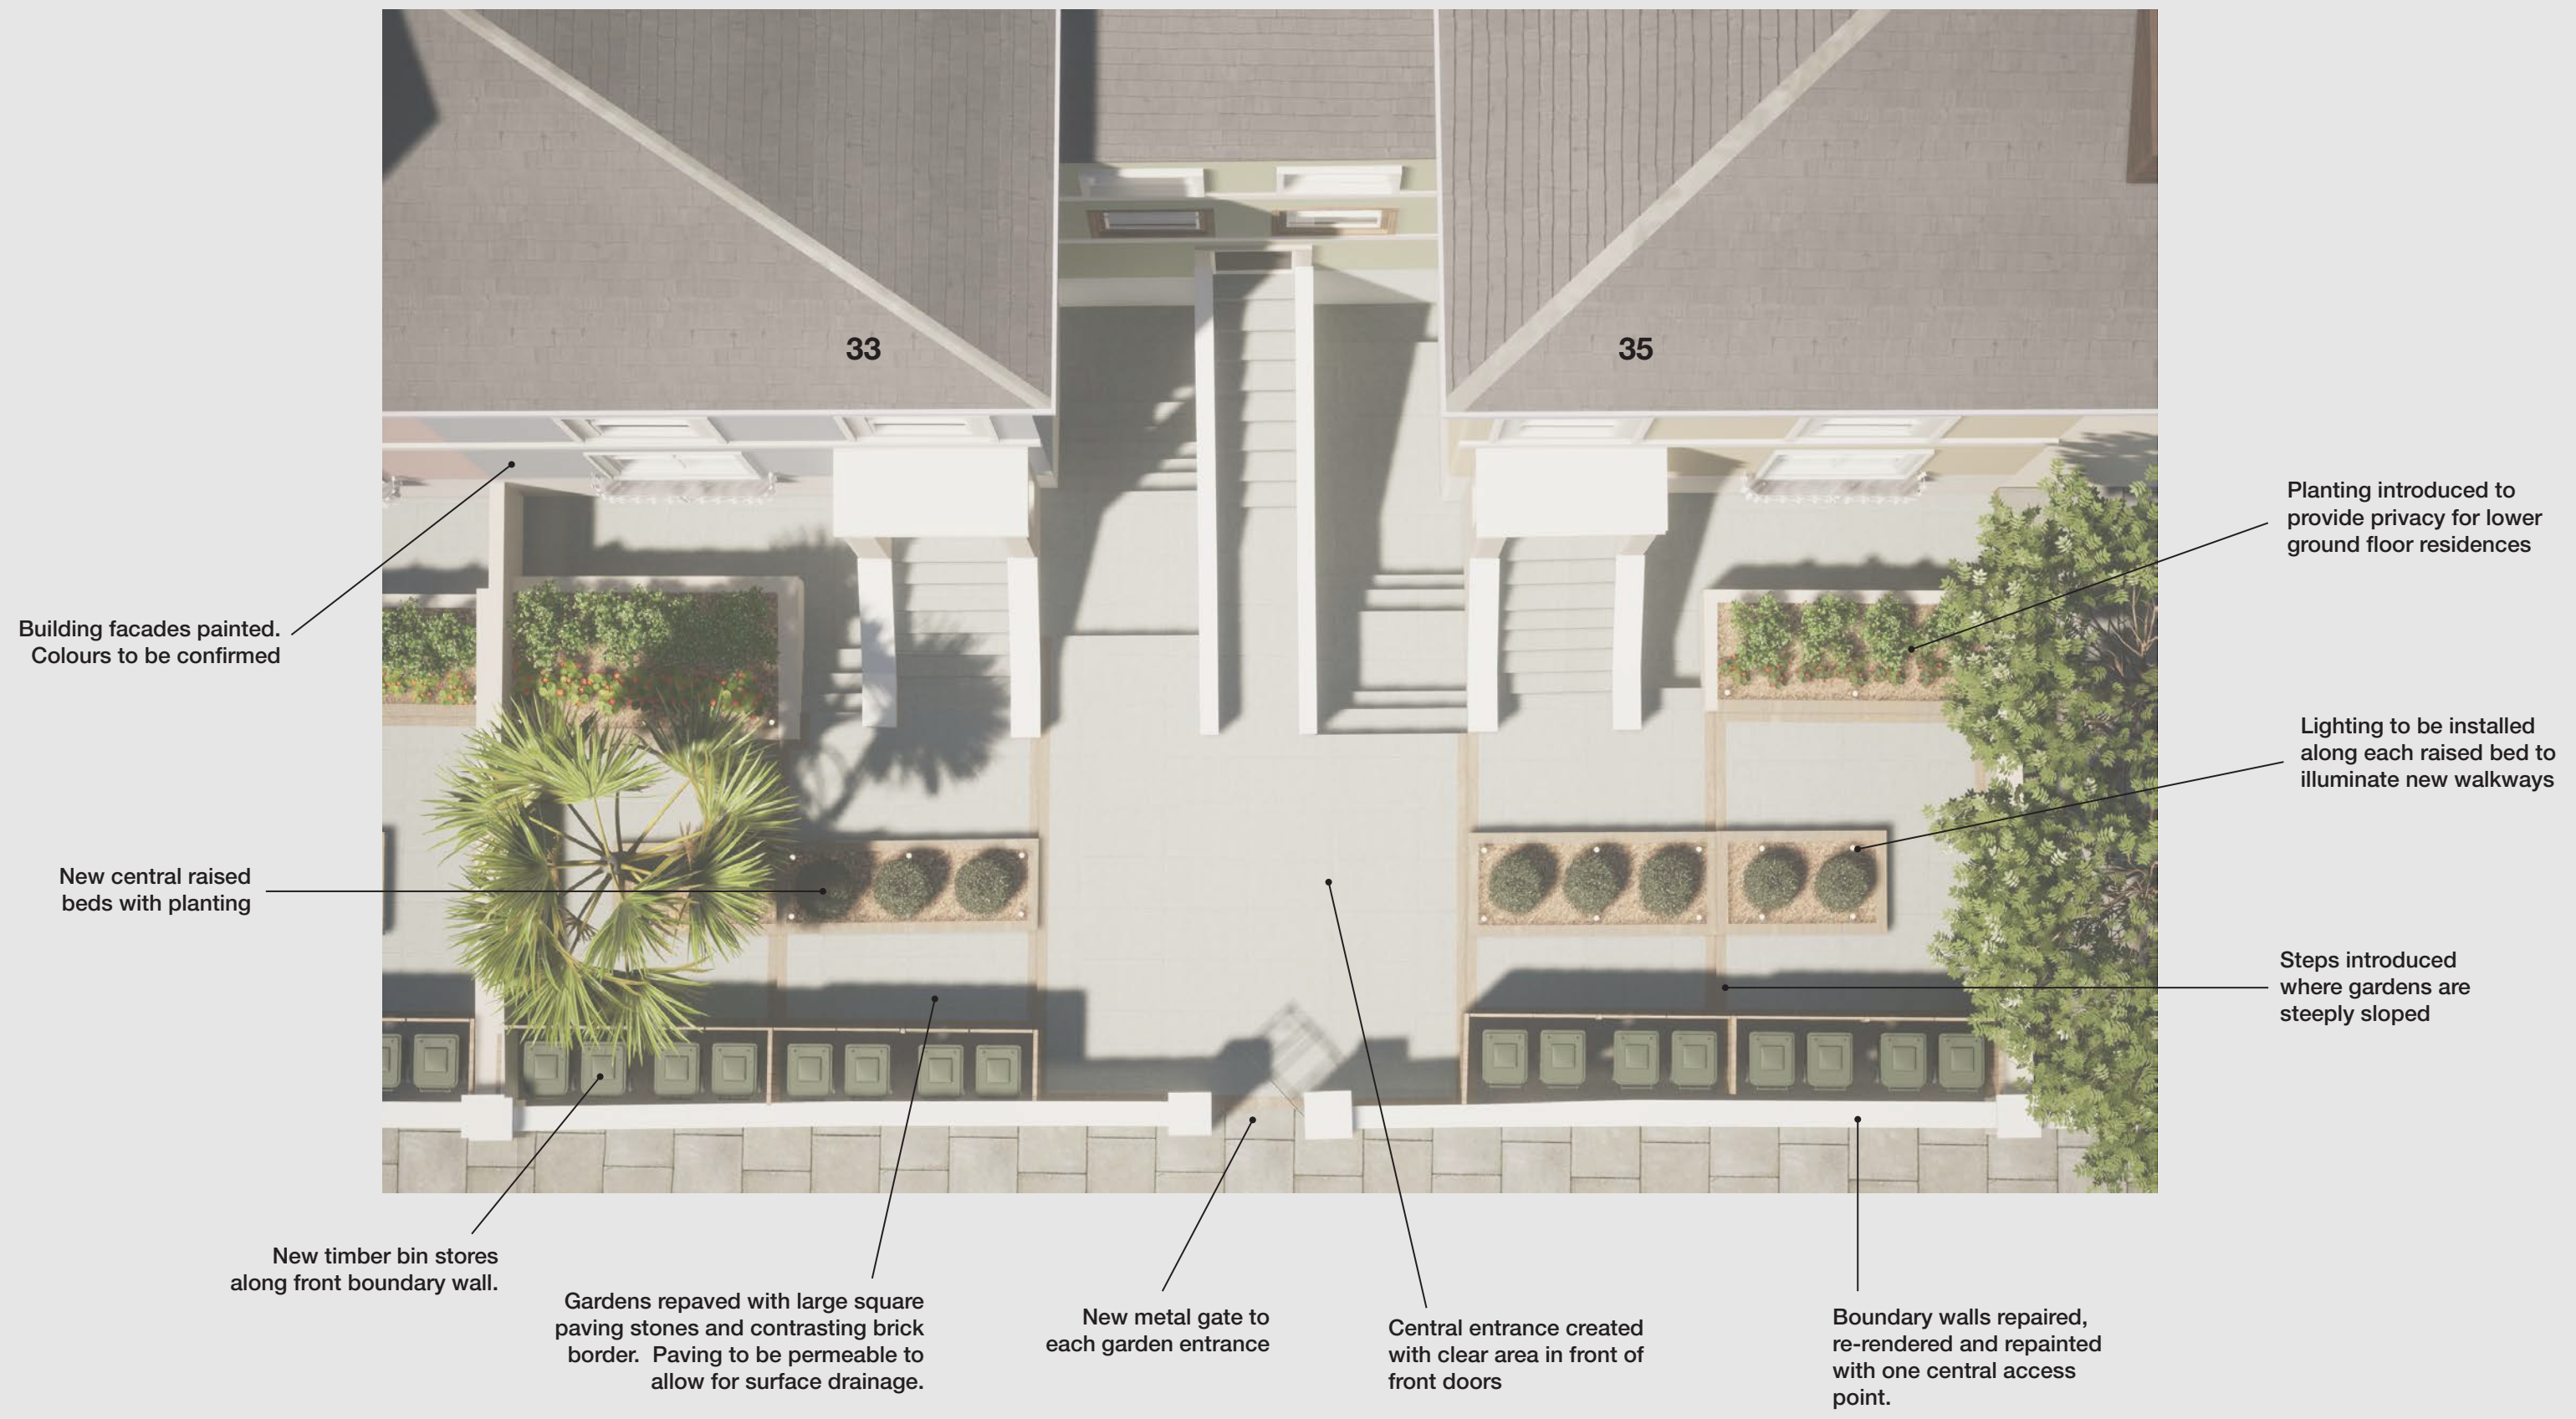 33
35
Planting introduced to
provide privacy for lower
ground floor residences
Building facades painted.
Colours to be confirmed
Lighting to be installed
along each raised bed to
illuminate new walkways
New central raised
beds with planting
Steps introduced
where gardens are
steeply sloped
New timber bin stores
along front boundary wall.
Gardens repaved with large square
paving stones and contrasting brick
border.  Paving to be permeable to
allow for surface drainage.
New metal gate to
each garden entrance
Central entrance created
with clear area in front of
front doors
Boundary walls repaired,
re-rendered and repainted
with one central access
point.